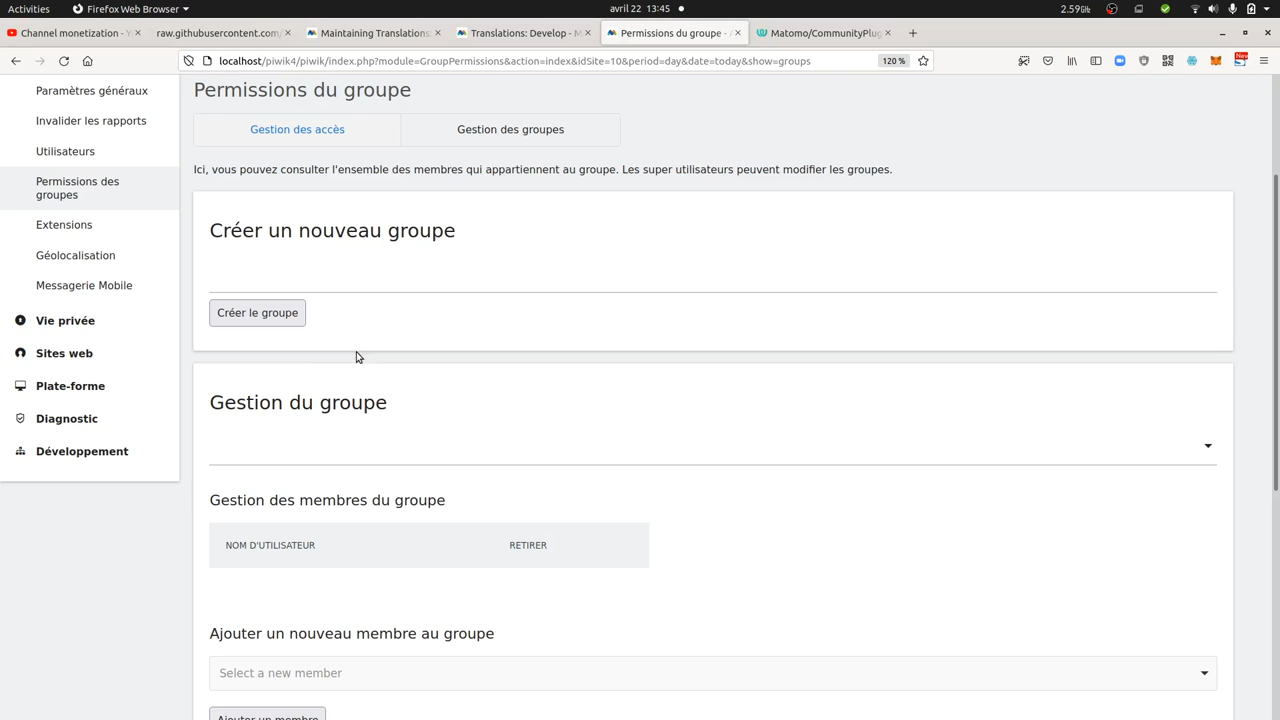 Activities
Firefox Web Browser
avril 22 13:45
2.59GHz
Channel monetization - Y
raw.githubusercontent.com/
Maintaining Translations:
Translations: Develop - M
Permissions du groupe - A
Matomo/CommunityPlug
localhost/piwik4/piwik/index.php?module=GroupPermissions&action=index&idSite=10&period=day&date=today&show=groups
120 %
New
Paramètres généraux
Invalider les rapports
Utilisateurs
Permissions des
groupes
Extensions
Géolocalisation
Messagerie Mobile
Vie privée
Sites web
Plate-forme
Diagnostic
Développement
Permissions du groupe
Gestion des accès
Gestion des groupes
Ici, vous pouvez consulter l'ensemble des membres qui appartiennent au groupe. Les super utilisateurs peuvent modifier les groupes.
Créer un nouveau groupe
Créer le groupe
Gestion du groupe
Gestion des membres du groupe
NOM D'UTILISATEUR
RETIRER
Ajouter un nouveau membre au groupe
Select a new member
Ajouter un membre